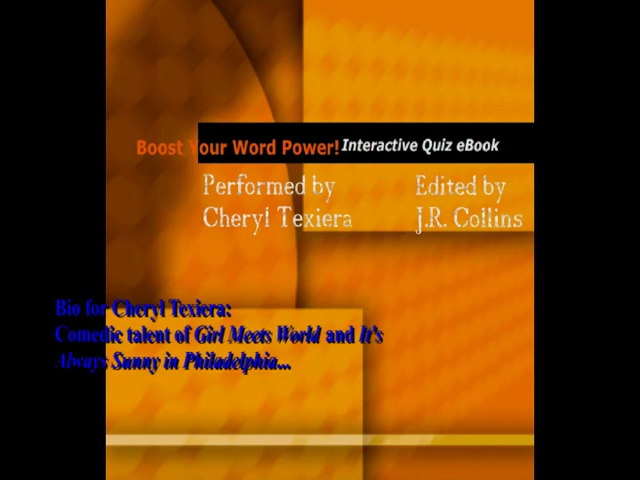 Boost Your Word Power! Interactive Quiz eBook
Performed by Edited by
Cheryl Texiera J.R. Collins
Bio for Cheryl Texiera:
Comedic talent of Girl Meets World and It's
Always Sunny in Philadelphia...